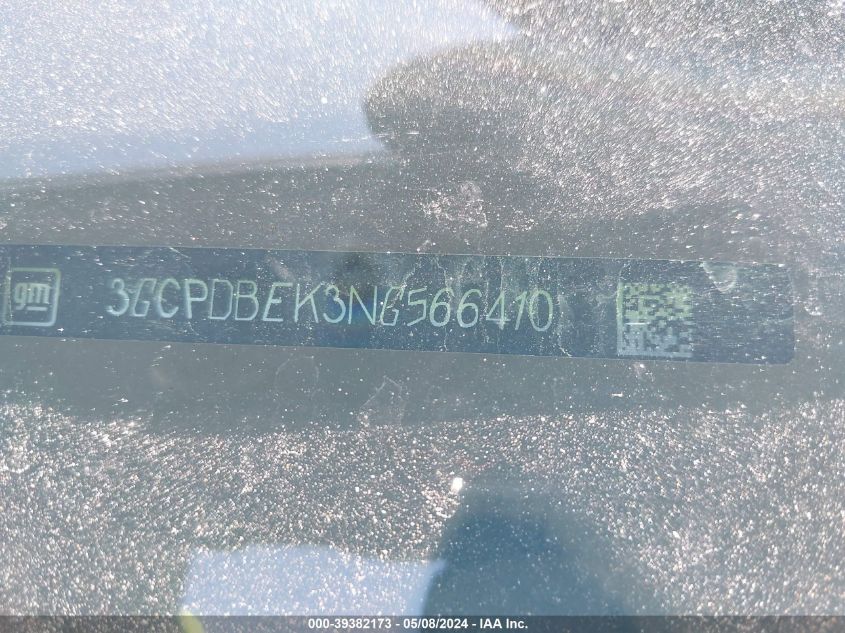 gm 3GCPDBEK3NG566410
000-39382173 - 05/08/2024 - IAA Inc.